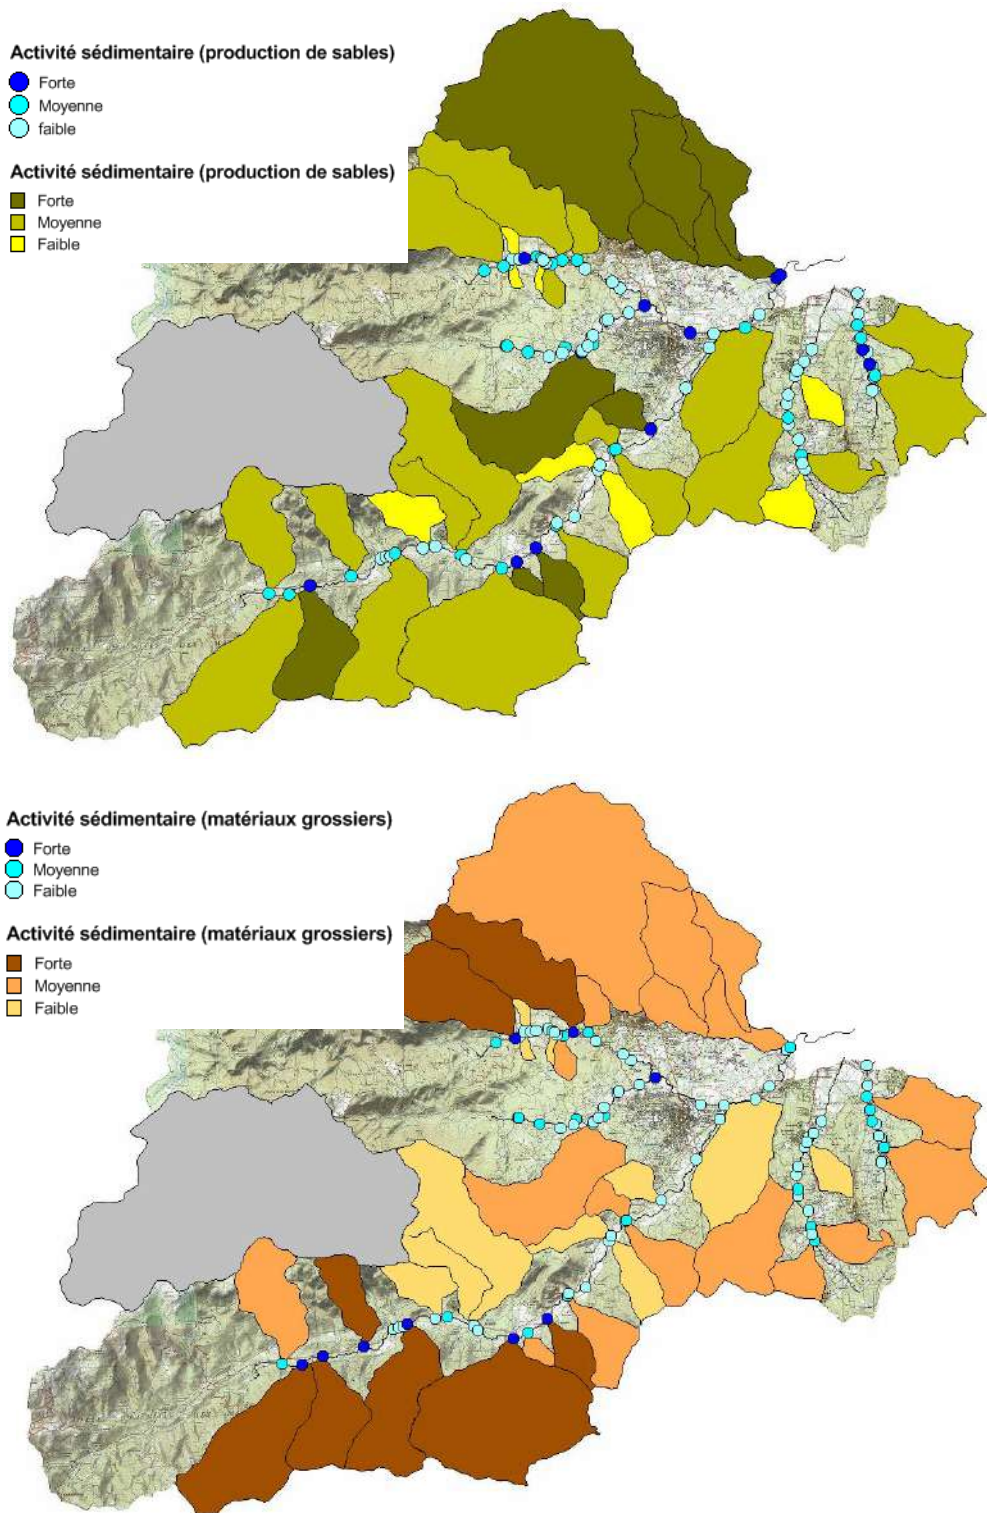 Activité sédimentaire (production de sables)
Forte
Moyenne
faible
Activité sédimentaire (production de sables)
Forte
Moyenne
Faible
Activité sédimentaire (matériaux grossiers)
Forte
Moyenne
Faible
Activité sédimentaire (matériaux grossiers)
Forte
Moyenne
Faible